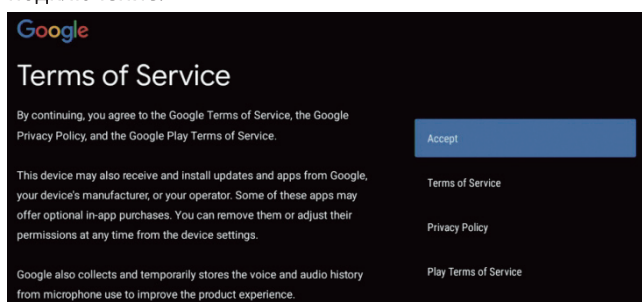 Google
Terms of Service
By continuing, you agree to the Google Terms of Service, the Google
Privacy Policy, and the Google Play Terms of Service.
This device may also receive and install updates and apps from Google,
your device's manufacturer, or your operator. Some of these apps may
offer optional in-app purchases. You can remove them or adjust their
permissions at any time from the device settings.
Google also collects and temporarily stores the voice and audio history
from microphone use to improve the product experience.
Accept
Terms of Service
Privacy Policy
Play Terms of Service